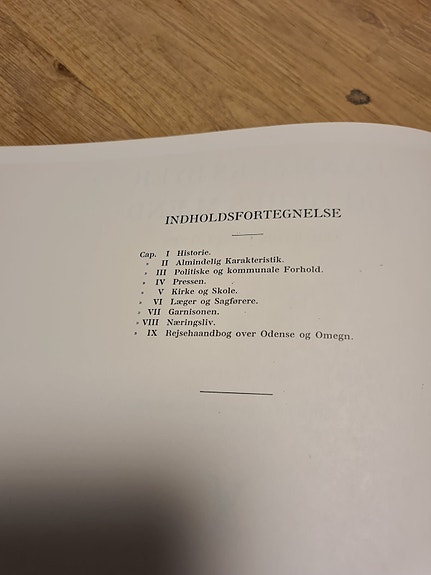 INDHOLDSFORTEGNELSE
Cap. I Historie.
» II Almindelig Karakteristik.
» III Politiske og kommunale Forhold.
» IV Pressen.
» V Kirke og Skole.
» VI Læger og Sagførere.
» VII Garnisonen.
» VIII Næringsliv.
» IX Rejsehaandbog over Odense og Omegn.